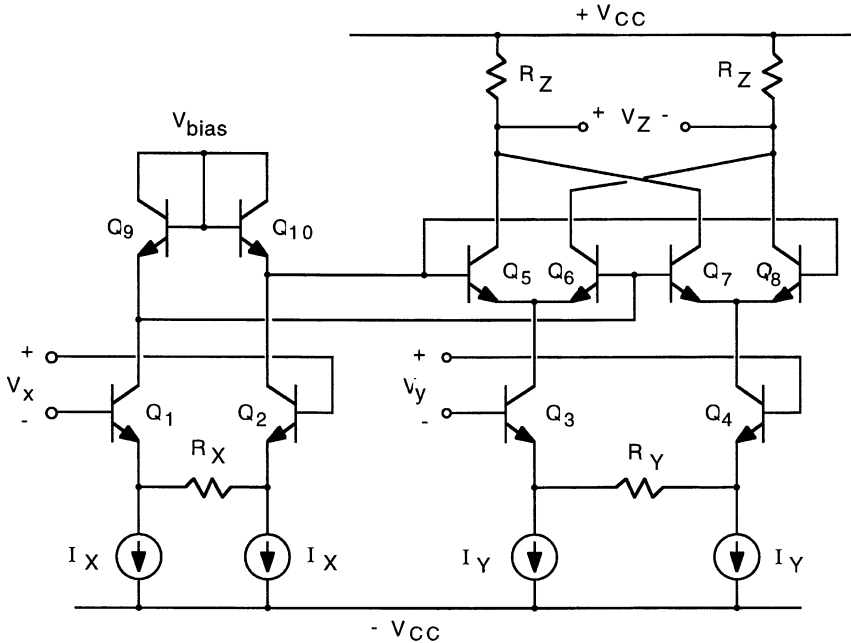 + VCC
RZ
RZ
+ VZ -
Vbias
Q9
Q10
Q5
Q6
Q7
Q8
+
Vx
-
Q1
Q2
+
Vy
-
Q3
Q4
RX
RY
IX
IX
IY
IY
- VCC